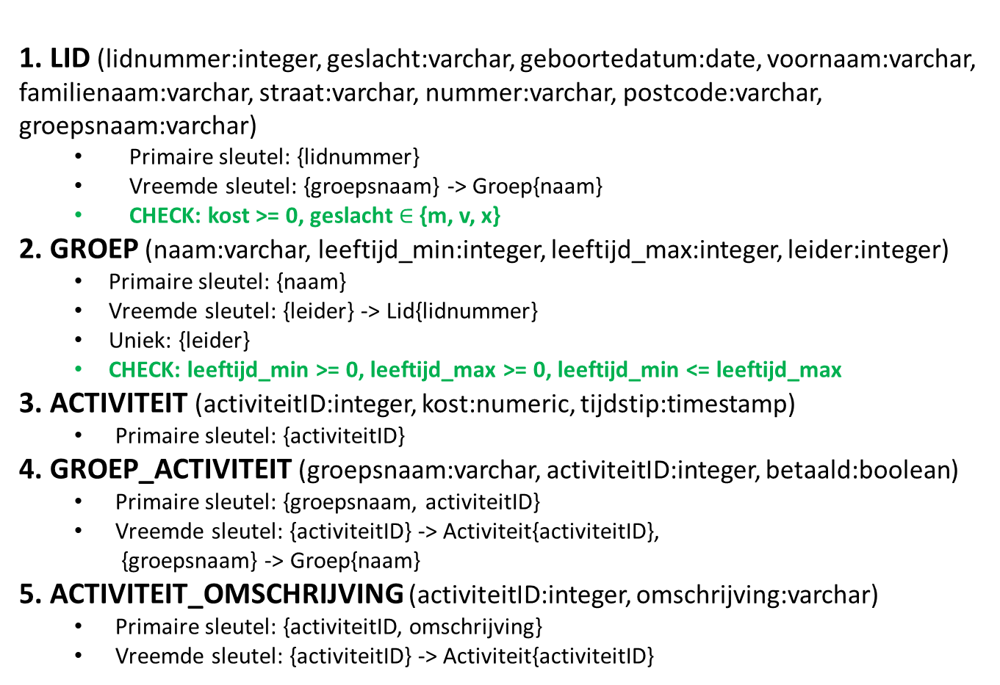 1. LID (lidnummer:integer, geslacht:varchar, geboortedatum:date, voornaam:varchar,
familienaam:varchar, straat:varchar, nummer:varchar, postcode:varchar,
groepsnaam:varchar)
• Primaire sleutel: {lidnummer}
• Vreemde sleutel: {groepsnaam} -> Groep{naam}
• CHECK: kost >= 0, geslacht ∈ {m, v, x}
2. GROEP (naam:varchar, leeftijd_min:integer, leeftijd_max:integer, leider:integer)
• Primaire sleutel: {naam}
• Vreemde sleutel: {leider} -> Lid{lidnummer}
• Uniek: {leider}
• CHECK: leeftijd_min >= 0, leeftijd_max >= 0, leeftijd_min <= leeftijd_max
3. ACTIVITEIT (activiteitID:integer, kost:numeric, tijdstip:timestamp)
• Primaire sleutel: {activiteitID}
4. GROEP_ACTIVITEIT (groepsnaam:varchar, activiteitID:integer, betaald:boolean)
• Primaire sleutel: {groepsnaam, activiteitID}
• Vreemde sleutel: {activiteitID} -> Activiteit{activiteitID},
{groepsnaam} -> Groep{naam}
5. ACTIVITEIT_OMSCHRIJVING (activiteitID:integer, omschrijving:varchar)
• Primaire sleutel: {activiteitID, omschrijving}
• Vreemde sleutel: {activiteitID} -> Activiteit{activiteitID}